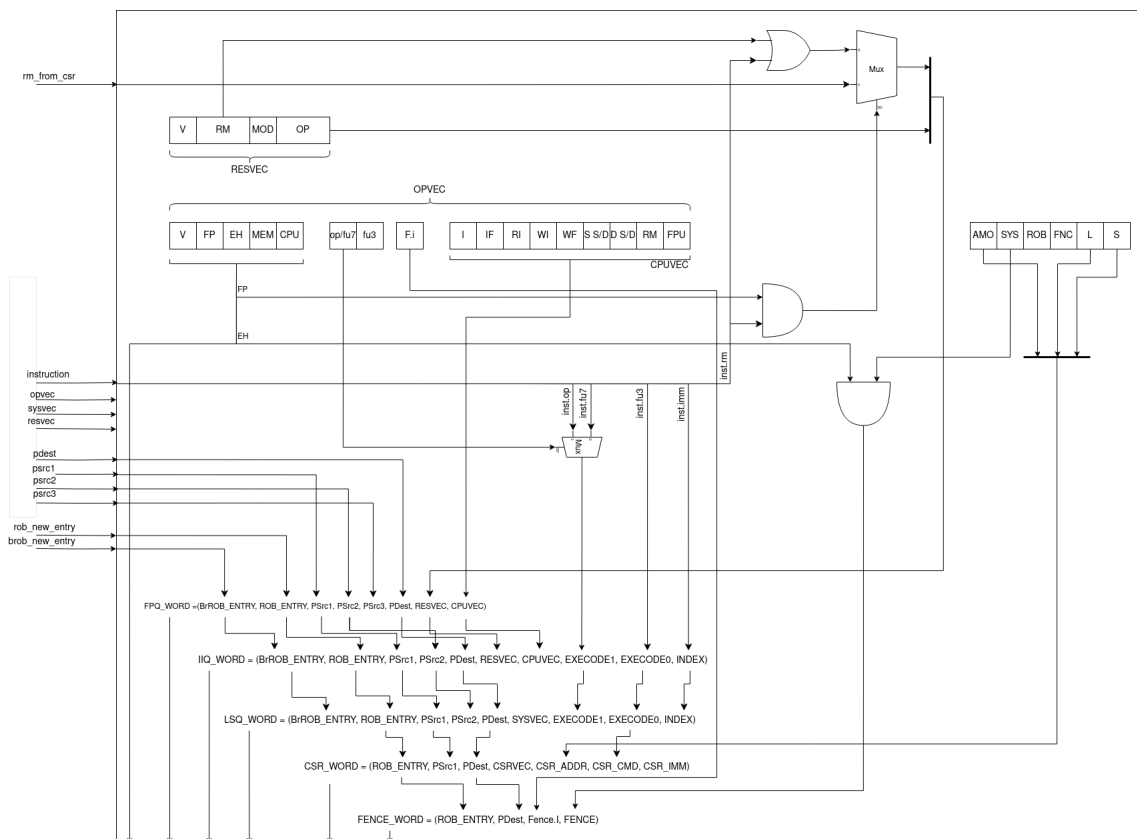 rm_from_csr
Mux
0
1
V RM MOD OP
RESVEC
OPVEC
V FP EH MEM CPU
op/fu7 fu3
F.i
I IF RI WI WF S S/D D S/D RM FPU
CPUVEC
AMO SYS ROB FNC L S
FP
EH
inst.rm
instruction
opvec
sysvec
resvec
inst.op
inst.fu7
inst.fu3
inst.imm
Mux
pdest
psrc1
psrc2
psrc3
rob_new_entry
brob_new_entry
FPQ_WORD =(BrROB_ENTRY, ROB_ENTRY, PSrc1, PSrc2, PSrc3, PDest, RESVEC, CPUVEC)
IIQ_WORD = (BrROB_ENTRY, ROB_ENTRY, PSrc1, PSrc2, PDest, RESVEC, CPUVEC, EXECODE1, EXECODE0, INDEX)
LSQ_WORD = (BrROB_ENTRY, ROB_ENTRY, PSrc1, PSrc2, PDest, SYSVEC, EXECODE1, EXECODE0, INDEX)
CSR_WORD = (ROB_ENTRY, PSrc1, PDest, CSRVEC, CSR_ADDR, CSR_CMD, CSR_IMM)
FENCE_WORD = (ROB_ENTRY, PDest, Fence.I, FENCE)